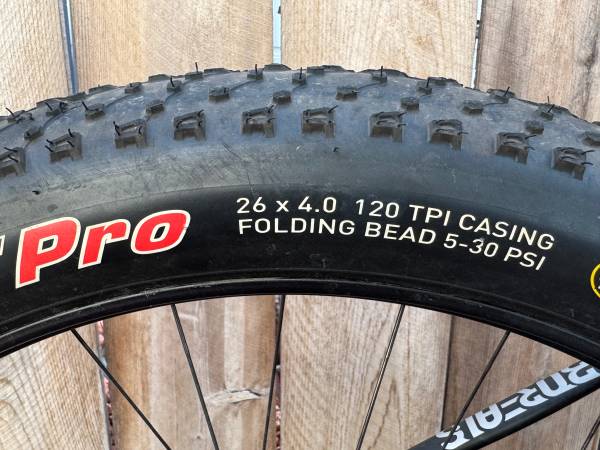 Pro
26 x 4.0 120 TPI CASING
FOLDING BEAD 5-30 PSI